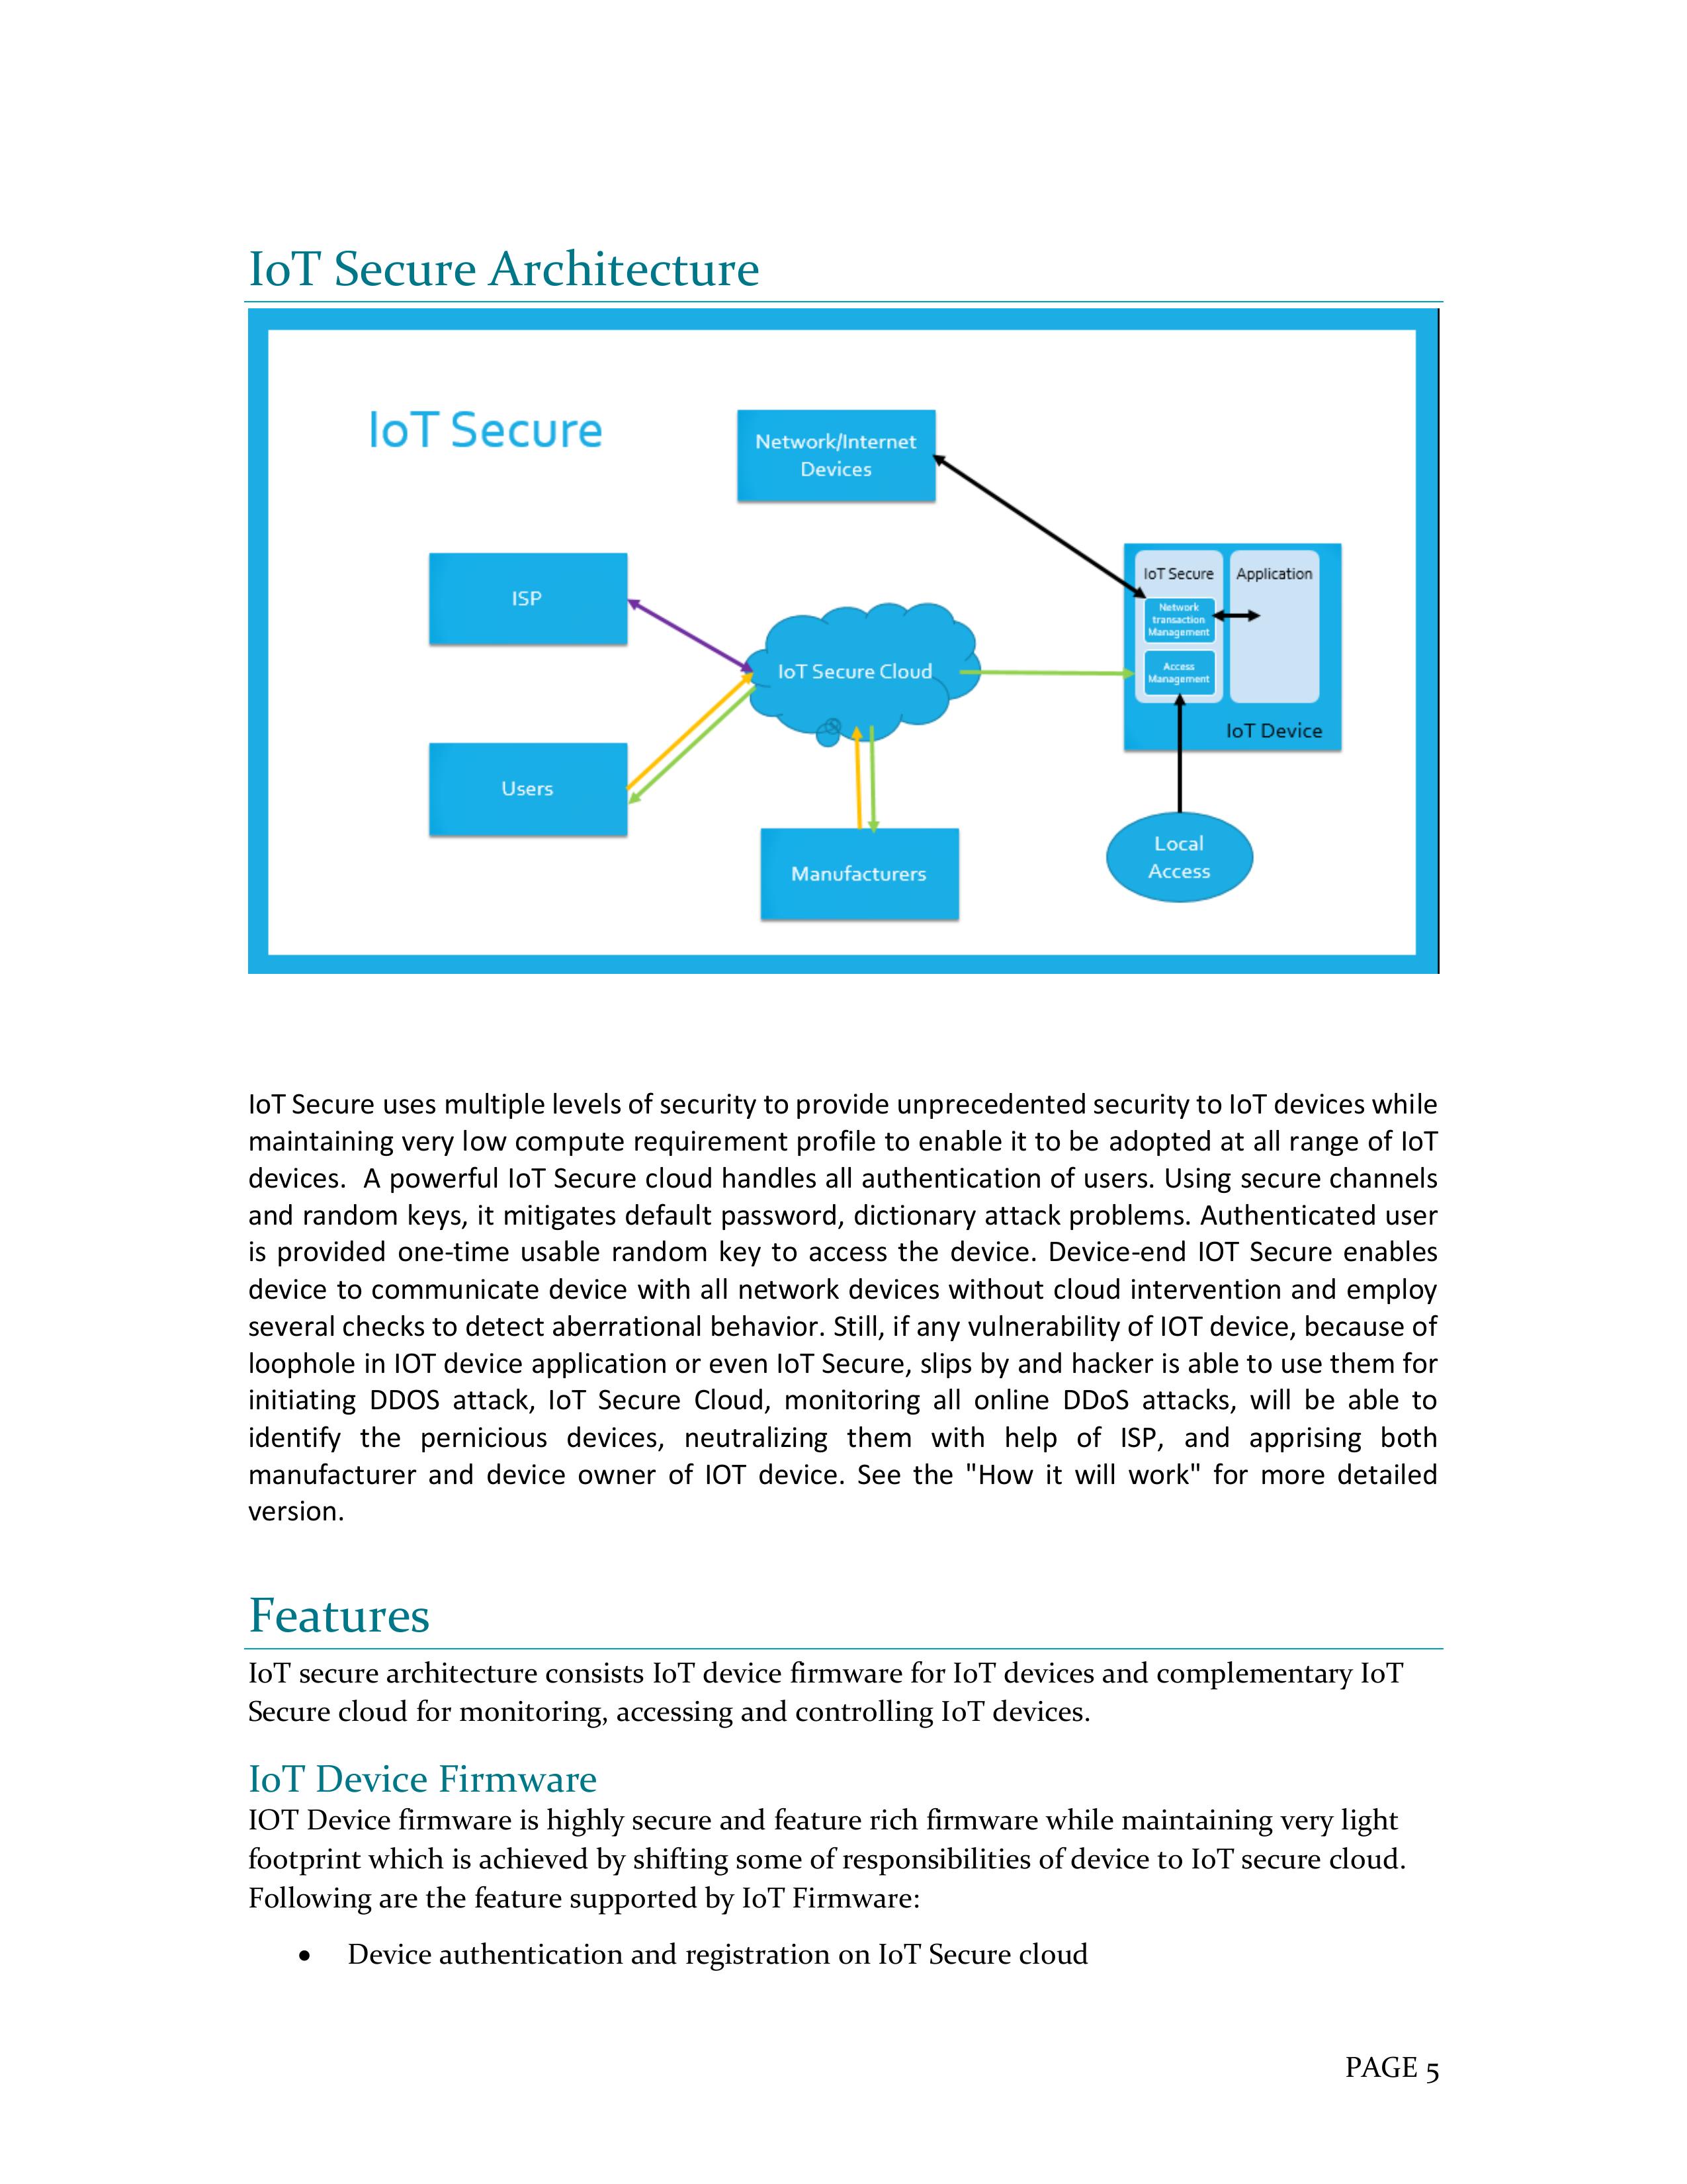 IoT Secure Architecture
IoT Secure
Network/Internet
Devices
ISP
IoT Secure
Application
Network
transaction
Management
IoT Secure Cloud
Access
Management
IoT Device
Users
Local
Access
Manufacturers
IoT Secure uses multiple levels of security to provide unprecedented security to IoT devices while
maintaining very low compute requirement profile to enable it to be adopted at all range of IoT
devices.  A powerful IoT Secure cloud handles all authentication of users. Using secure channels
and random keys, it mitigates default password, dictionary attack problems. Authenticated user
is provided one-time usable random key to access the device. Device-end IOT Secure enables
device to communicate device with all network devices without cloud intervention and employ
several checks to detect aberrational behavior. Still, if any vulnerability of IOT device, because of
loophole in IOT device application or even IoT Secure, slips by and hacker is able to use them for
initiating DDOS attack, IoT Secure Cloud, monitoring all online DDoS attacks, will be able to
identify the pernicious devices, neutralizing them with help of ISP, and apprising both
manufacturer and device owner of IOT device. See the "How it will work" for more detailed
version.
Features
IoT secure architecture consists IoT device firmware for IoT devices and complementary IoT
Secure cloud for monitoring, accessing and controlling IoT devices.
IoT Device Firmware
IOT Device firmware is highly secure and feature rich firmware while maintaining very light
footprint which is achieved by shifting some of responsibilities of device to IoT secure cloud.
Following are the feature supported by IoT Firmware:
• Device authentication and registration on IoT Secure cloud
PAGE 5